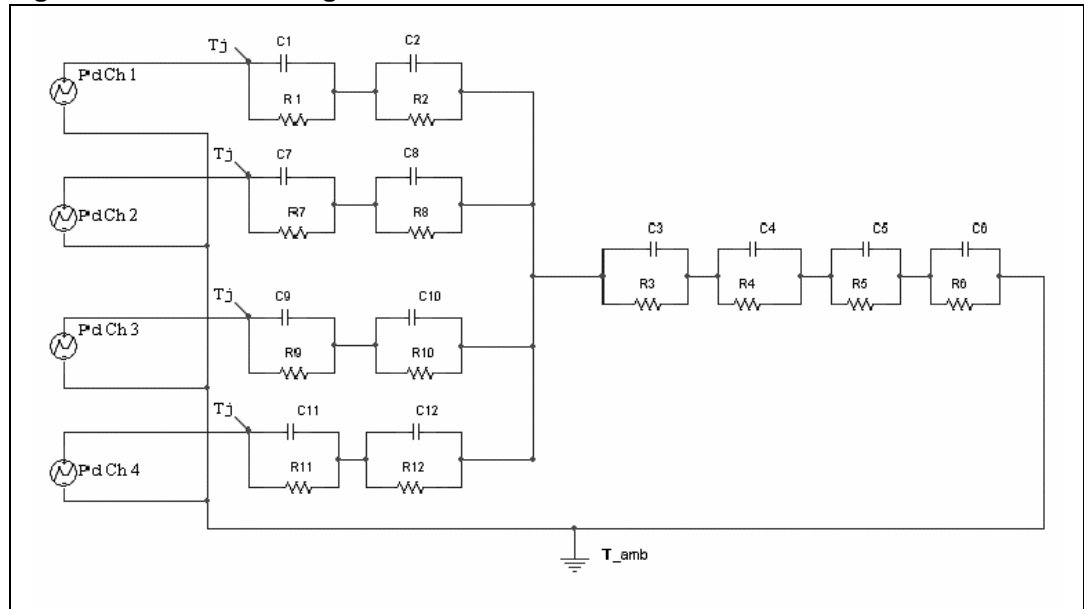 Tj
C1
C2
PdCh1
R1
R2
Tj
C7
C8
PdCh2
R7
R8
C3
C4
C5
C6
R3
R4
R5
R6
Tj
C9
C10
PdCh3
R9
R10
Tj
C11
C12
PdCh4
R11
R12
T_amb